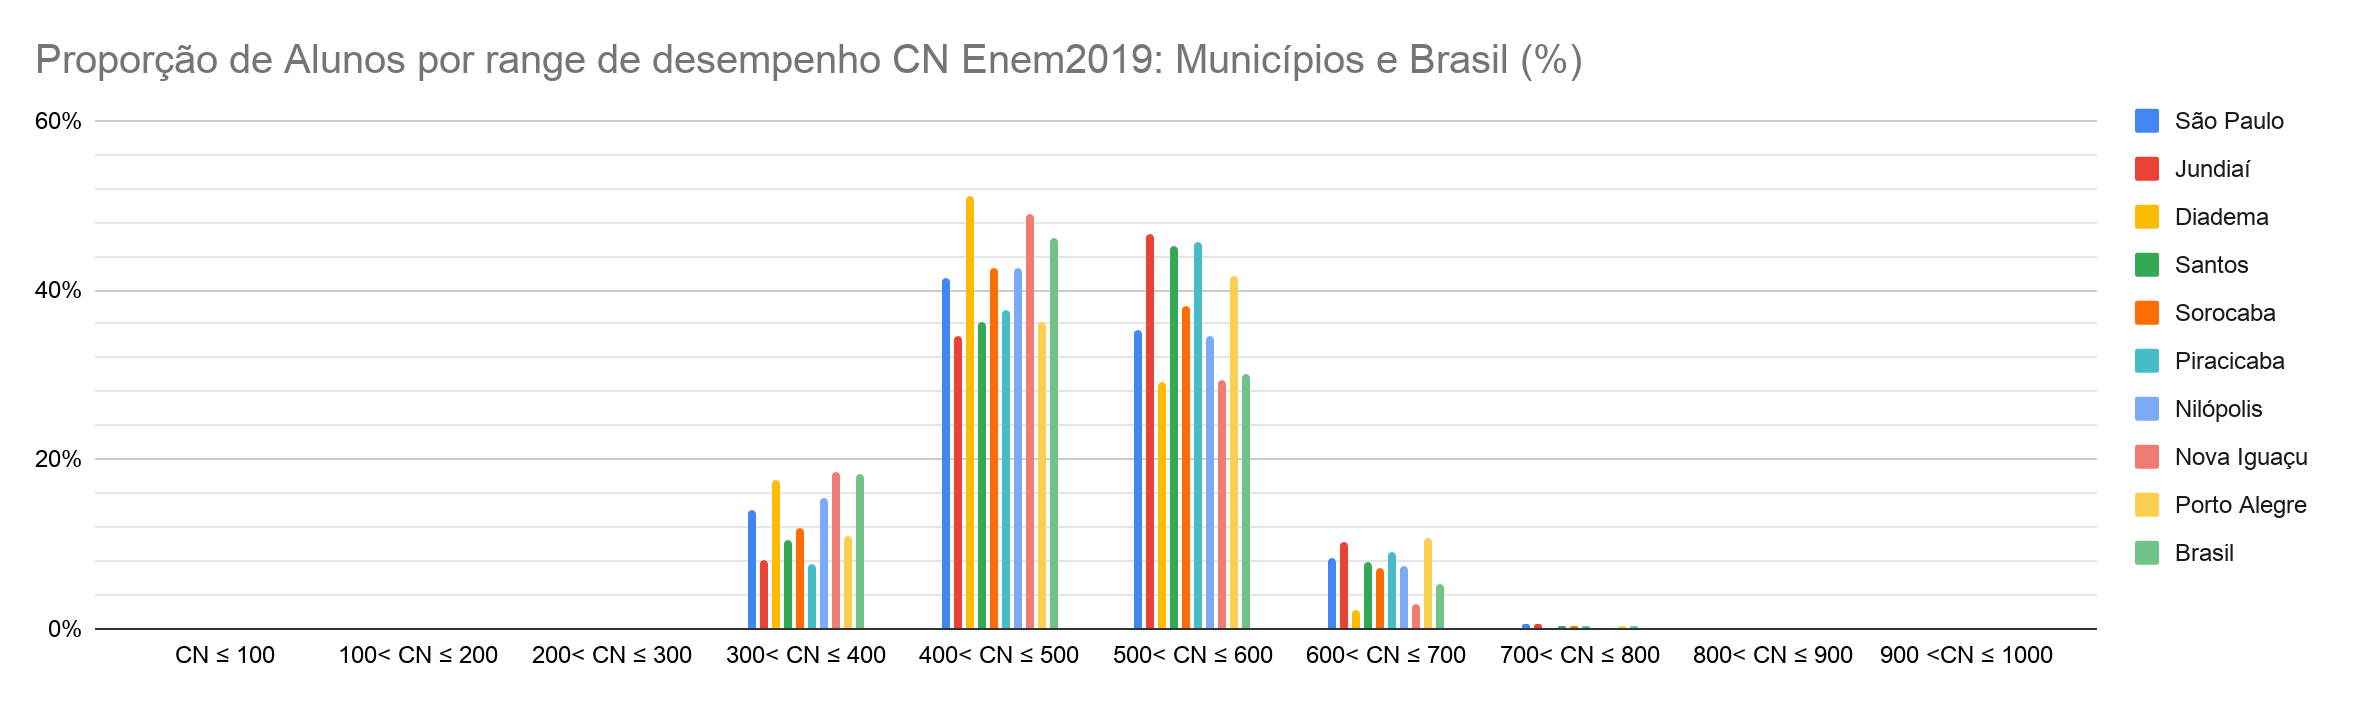 Proporção de Alunos por range de desempenho CN Enem2019: Municípios e Brasil (%)
60%
40%
20%
0%
CN ≤ 100
100< CN ≤ 200
200< CN ≤ 300
300< CN ≤ 400
400< CN ≤ 500
500< CN ≤ 600
600< CN ≤ 700
700< CN ≤ 800
800< CN ≤ 900
900 <CN ≤ 1000
São Paulo
Jundiaí
Diadema
Santos
Sorocaba
Piracicaba
Nilópolis
Nova Iguaçu
Porto Alegre
Brasil